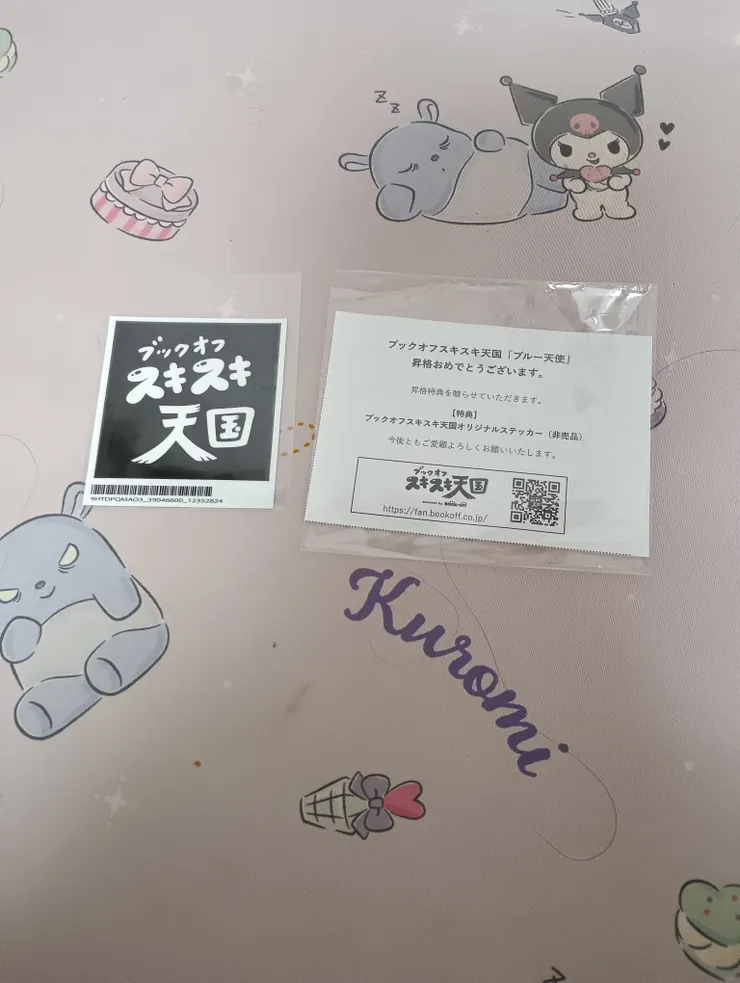 z z
ブックオフ
スキスキ
天国
9HTDPQMAO3_39046600_12352824
ブックオフスキスキ天国「ブルー天使」
昇格おめでとうございます。
昇格特典を贈らせていただきます。
【特典】
ブックオフスキスキ天国オリジナルステッカー（非売品）
今後ともご愛顧よろしくお願いいたします。
ブックオフ
スキスキ天国
powered by BOOK-OFF
https://fan.bookoff.co.jp/
Kuromi
z